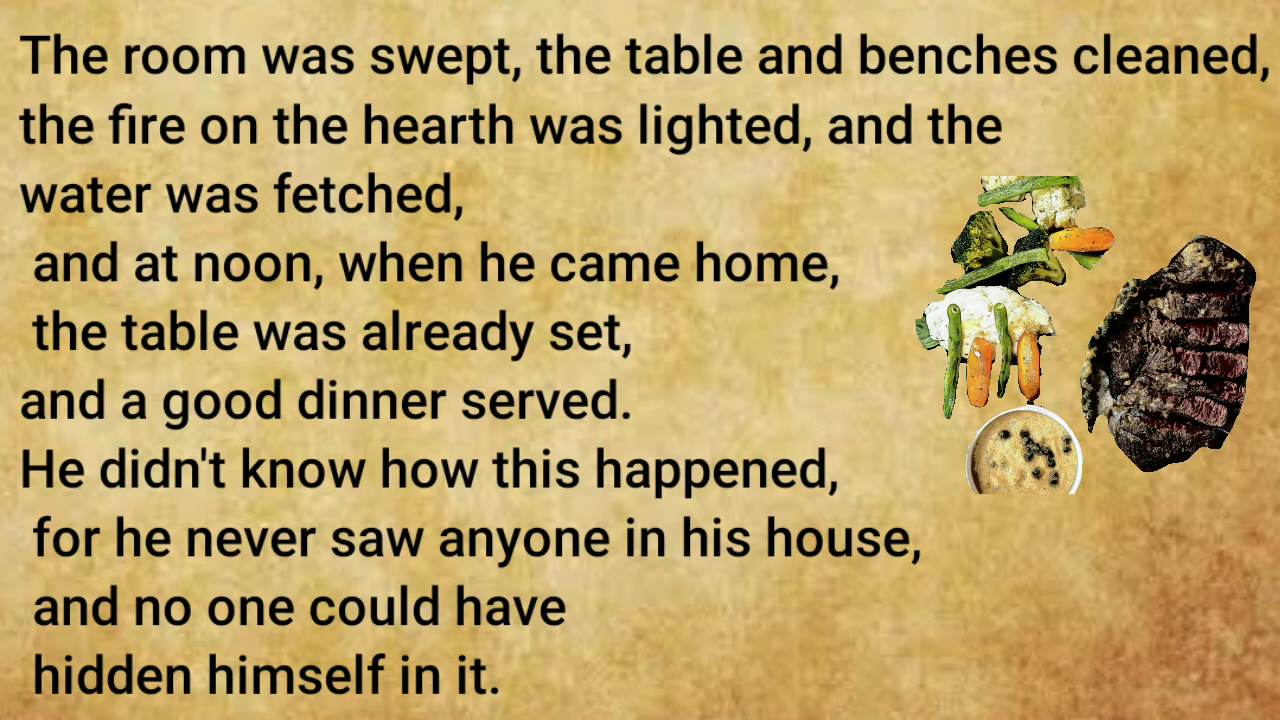 The room was swept, the table and benches cleaned,
the fire on the hearth was lighted, and the
water was fetched,
and at noon, when he came home,
the table was already set,
and a good dinner served.
He didn't know how this happened,
for he never saw anyone in his house,
and no one could have
hidden himself in it.